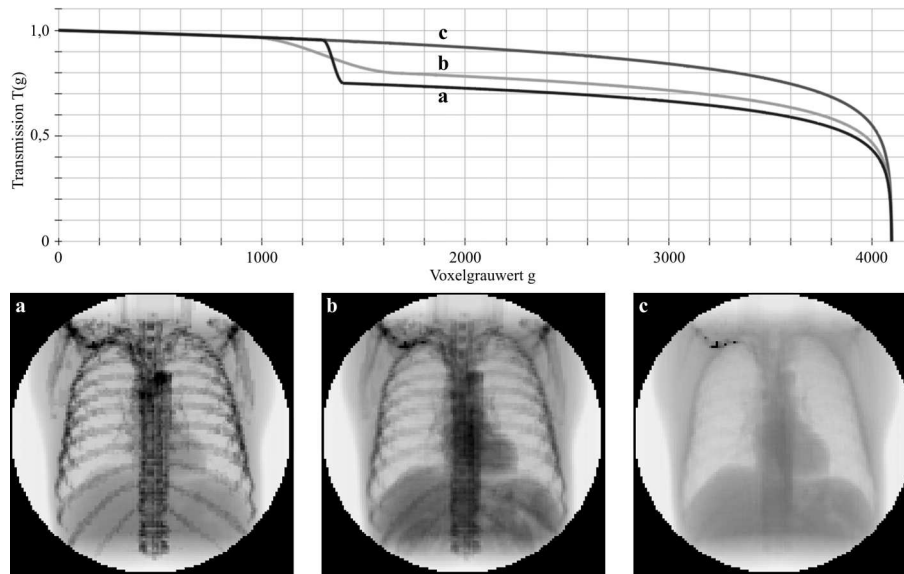 Transmission T(g)
1,0
0,5
0
c
b
a
0
1000
2000
3000
4000
Voxelgrauwert g
a
b
c